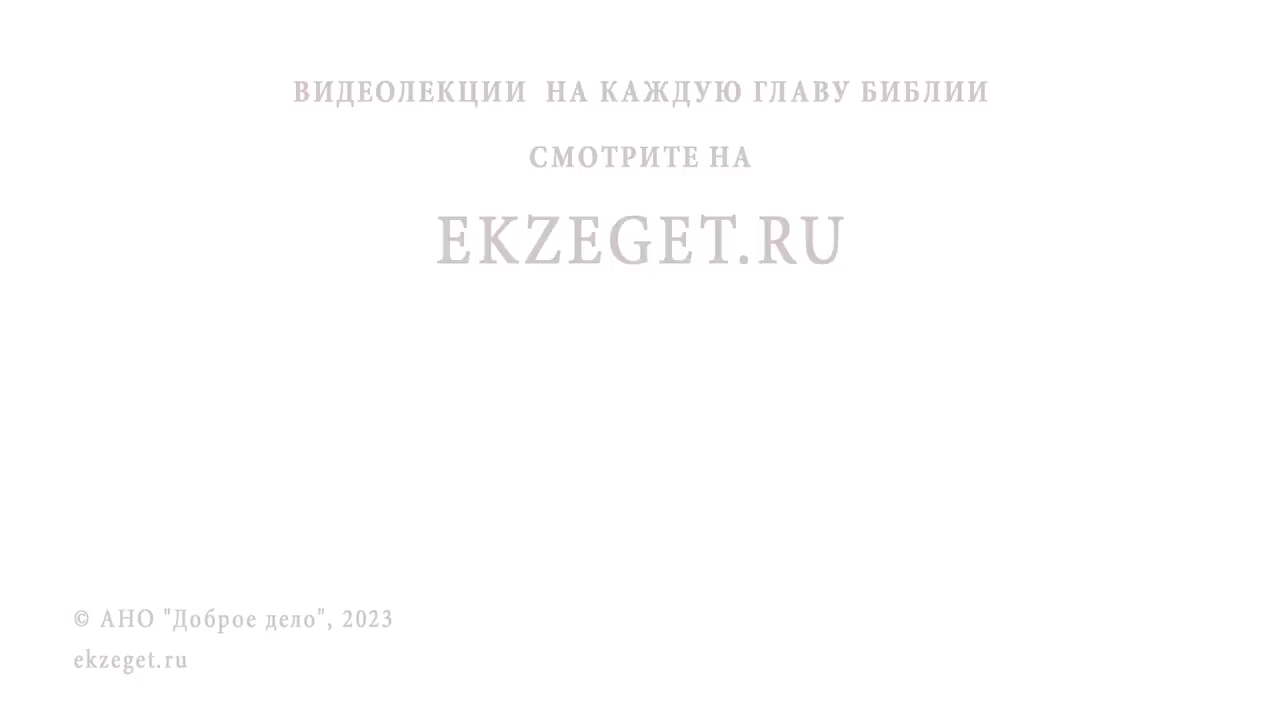 ВИДЕОЛЕКЦИИ НА КАЖДУЮ ГЛАВУ БИБЛИИ
СМОТРИТЕ НА
EKZEGET.RU
© АНО "Доброе дело", 2023
ekzeget.ru